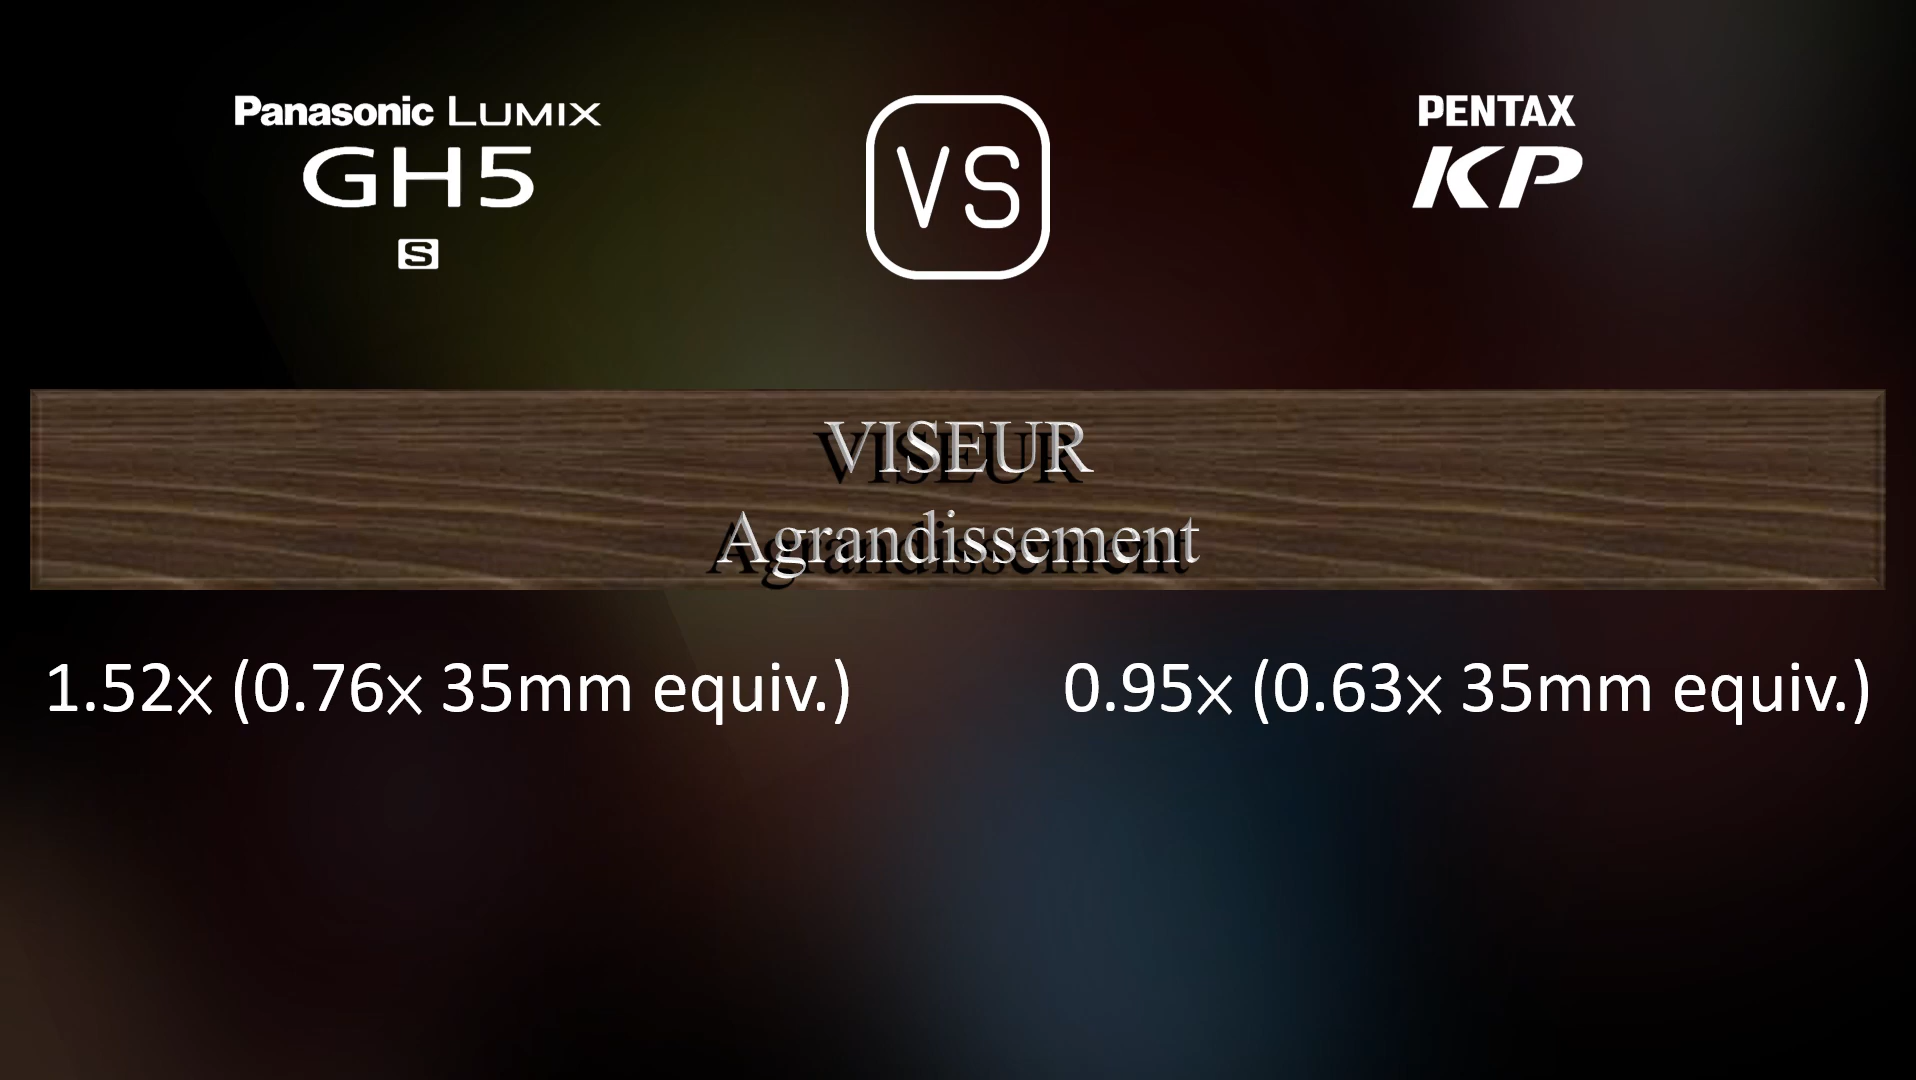 Panasonic LUMIX
GH5
S
VS
PENTAX
KP
VISEUR
Agrandissement
1.52x (0.76x 35mm equiv.)
0.95x (0.63x 35mm equiv.)